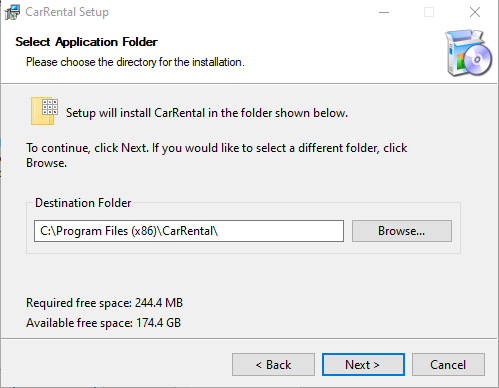 CarRental Setup
Select Application Folder
Please choose the directory for the installation.
Setup will install CarRental in the folder shown below.
To continue, click Next. If you would like to select a different folder, click
Browse.
Destination Folder
C:\Program Files (x86)\CarRental\
Browse...
Required free space: 244.4 MB
Available free space: 174.4 GB
< Back
Next >
Cancel